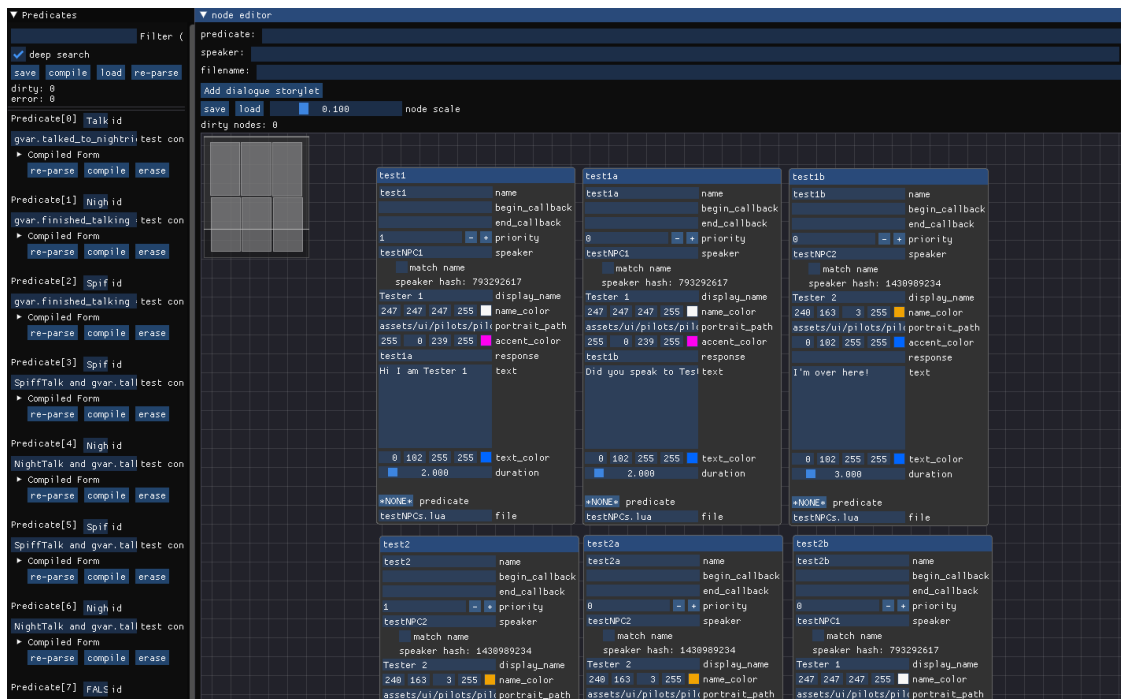 ▼ Predicates
Filter (
deep search
save compile load re-parse
dirty: 0
error: 0
Predicate[0] Talk id
gvar.talked_to_nightri test con
▶ Compiled Form
re-parse compile erase
Predicate[1] Nigh id
gvar.finished_talking test con
▶ Compiled Form
re-parse compile erase
Predicate[2] Spif id
gvar.finished_talking test con
▶ Compiled Form
re-parse compile erase
Predicate[3] Spif id
SpiffTalk and gvar.tal test con
▶ Compiled Form
re-parse compile erase
Predicate[4] Nigh id
NightTalk and gvar.tal test con
▶ Compiled Form
re-parse compile erase
Predicate[5] Spif id
SpiffTalk and gvar.tal test con
▶ Compiled Form
re-parse compile erase
Predicate[6] Nigh id
NightTalk and gvar.tal test con
▶ Compiled Form
re-parse compile erase
Predicate[7] FALS id
▼ node editor
predicate:
speaker:
filename:
Add dialogue storylet
save load 0.100 node scale
dirty nodes: 0
test1
test1 name
begin_callback
end_callback
1 - + priority
testNPC1 speaker
match name
speaker hash: 793292617
Tester 1 display_name
247 247 247 255 name_color
assets/ui/pilots/pil portrait_path
255 0 239 255 accent_color
test1a response
Hi I am Tester 1 text
0 102 255 255 text_color
2.000 duration
*NONE* predicate
testNPCs.lua file
test1a
test1a name
begin_callback
end_callback
0 - + priority
testNPC1 speaker
match name
speaker hash: 793292617
Tester 1 display_name
247 247 247 255 name_color
assets/ui/pilots/pil portrait_path
255 0 239 255 accent_color
test1b response
Did you speak to Tes text
0 102 255 255 text_color
2.000 duration
*NONE* predicate
testNPCs.lua file
test1b
test1b name
begin_callback
end_callback
0 - + priority
testNPC2 speaker
match name
speaker hash: 1430989234
Tester 2 display_name
240 163 3 255 name_color
assets/ui/pilots/pil portrait_path
0 102 255 255 accent_color
response
I'm over here! text
0 102 255 255 text_color
3.000 duration
*NONE* predicate
testNPCs.lua file
test2
test2 name
begin_callback
end_callback
1 - + priority
testNPC2 speaker
match name
speaker hash: 1430989234
Tester 2 display_name
240 163 3 255 name_color
assets/ui/pilots/pil portrait_path
test2a
test2a name
begin_callback
end_callback
0 - + priority
testNPC2 speaker
match name
speaker hash: 1430989234
Tester 2 display_name
240 163 3 255 name_color
assets/ui/pilots/pil portrait_path
test2b
test2b name
begin_callback
end_callback
0 - + priority
testNPC1 speaker
match name
speaker hash: 793292617
Tester 1 display_name
247 247 247 255 name_color
assets/ui/pilots/pil portrait_path